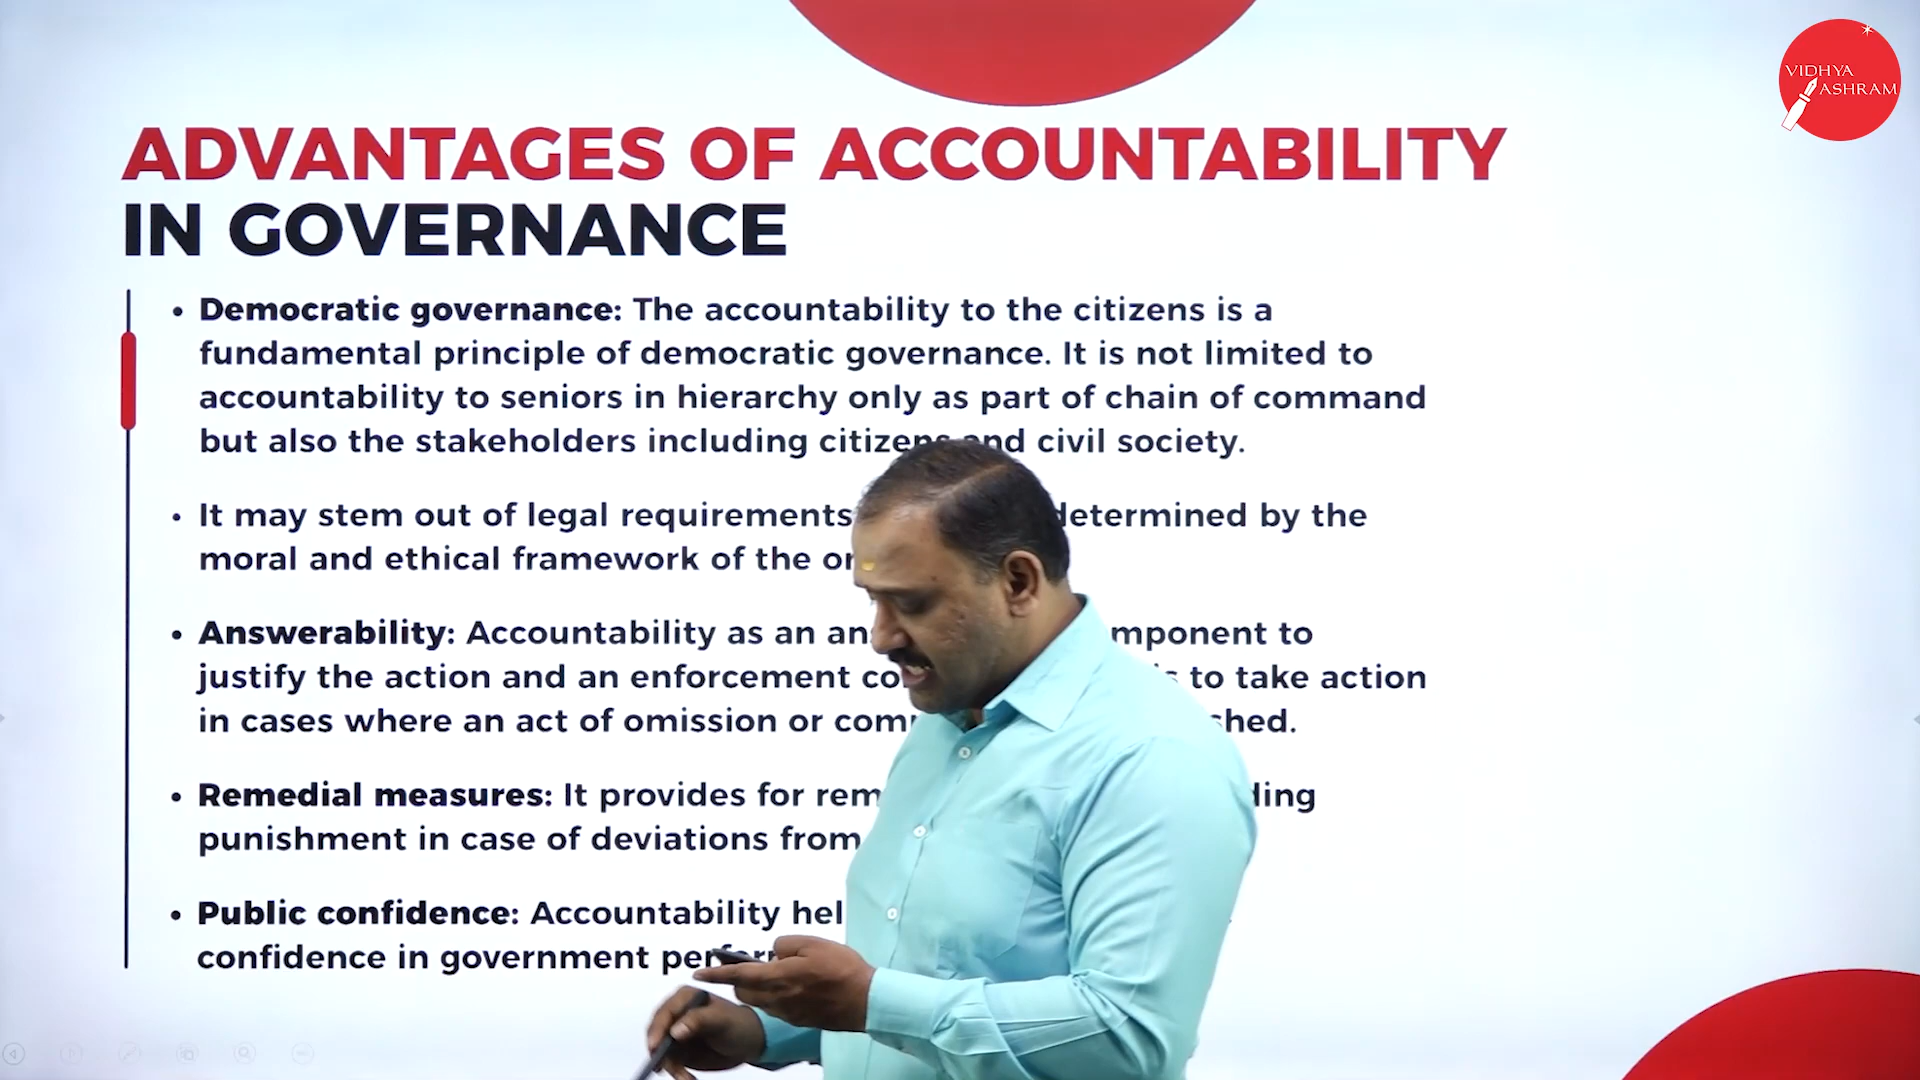 VIDHYA
ASHRAM
ADVANTAGES OF ACCOUNTABILITY
IN GOVERNANCE
• Democratic governance: The accountability to the citizens is a
fundamental principle of democratic governance. It is not limited to
accountability to seniors in hierarchy only as part of chain of command
but also the stakeholders including citizens and civil society.
• It may stem out of legal requirements determined by the
moral and ethical framework of the
• Answerability: Accountability as an to
justify the action and an enforcement to take action
in cases where an act of omission or
• Remedial measures: It provides for
punishment in case of deviations from
• Public confidence: Accountability
confidence in government